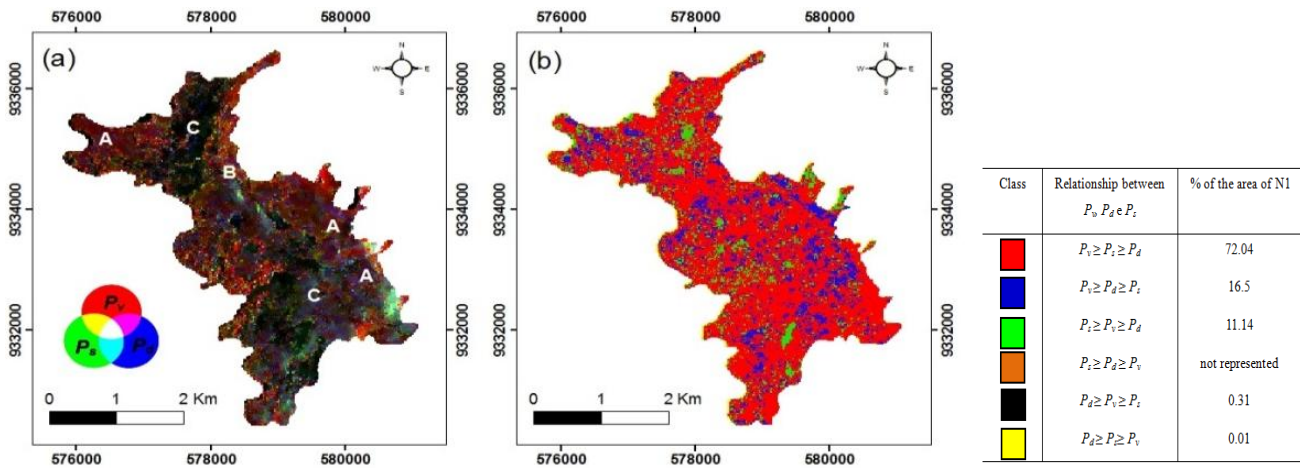 576000 578000 580000
(a)
N
W E
S
9336000 9334000 9332000
A
C
B
A
A
C
Pv
Ps Pd
0 1 2 Km
576000 578000 580000
576000 578000 580000
(b)
N
W E
S
9336000 9334000 9332000
0 1 2 Km
576000 578000 580000
Class Relationship between % of the area of N1
Pv, Pd e Ps
Pv ≥ Ps ≥ Pd 72.04
Pv ≥ Pd ≥ Ps 16.5
Ps ≥ Pv ≥ Pd 11.14
Ps ≥ Pd ≥ Pv not represented
Pd ≥ Pv ≥ Ps 0.31
Pd ≥ Ps ≥ Pv 0.01